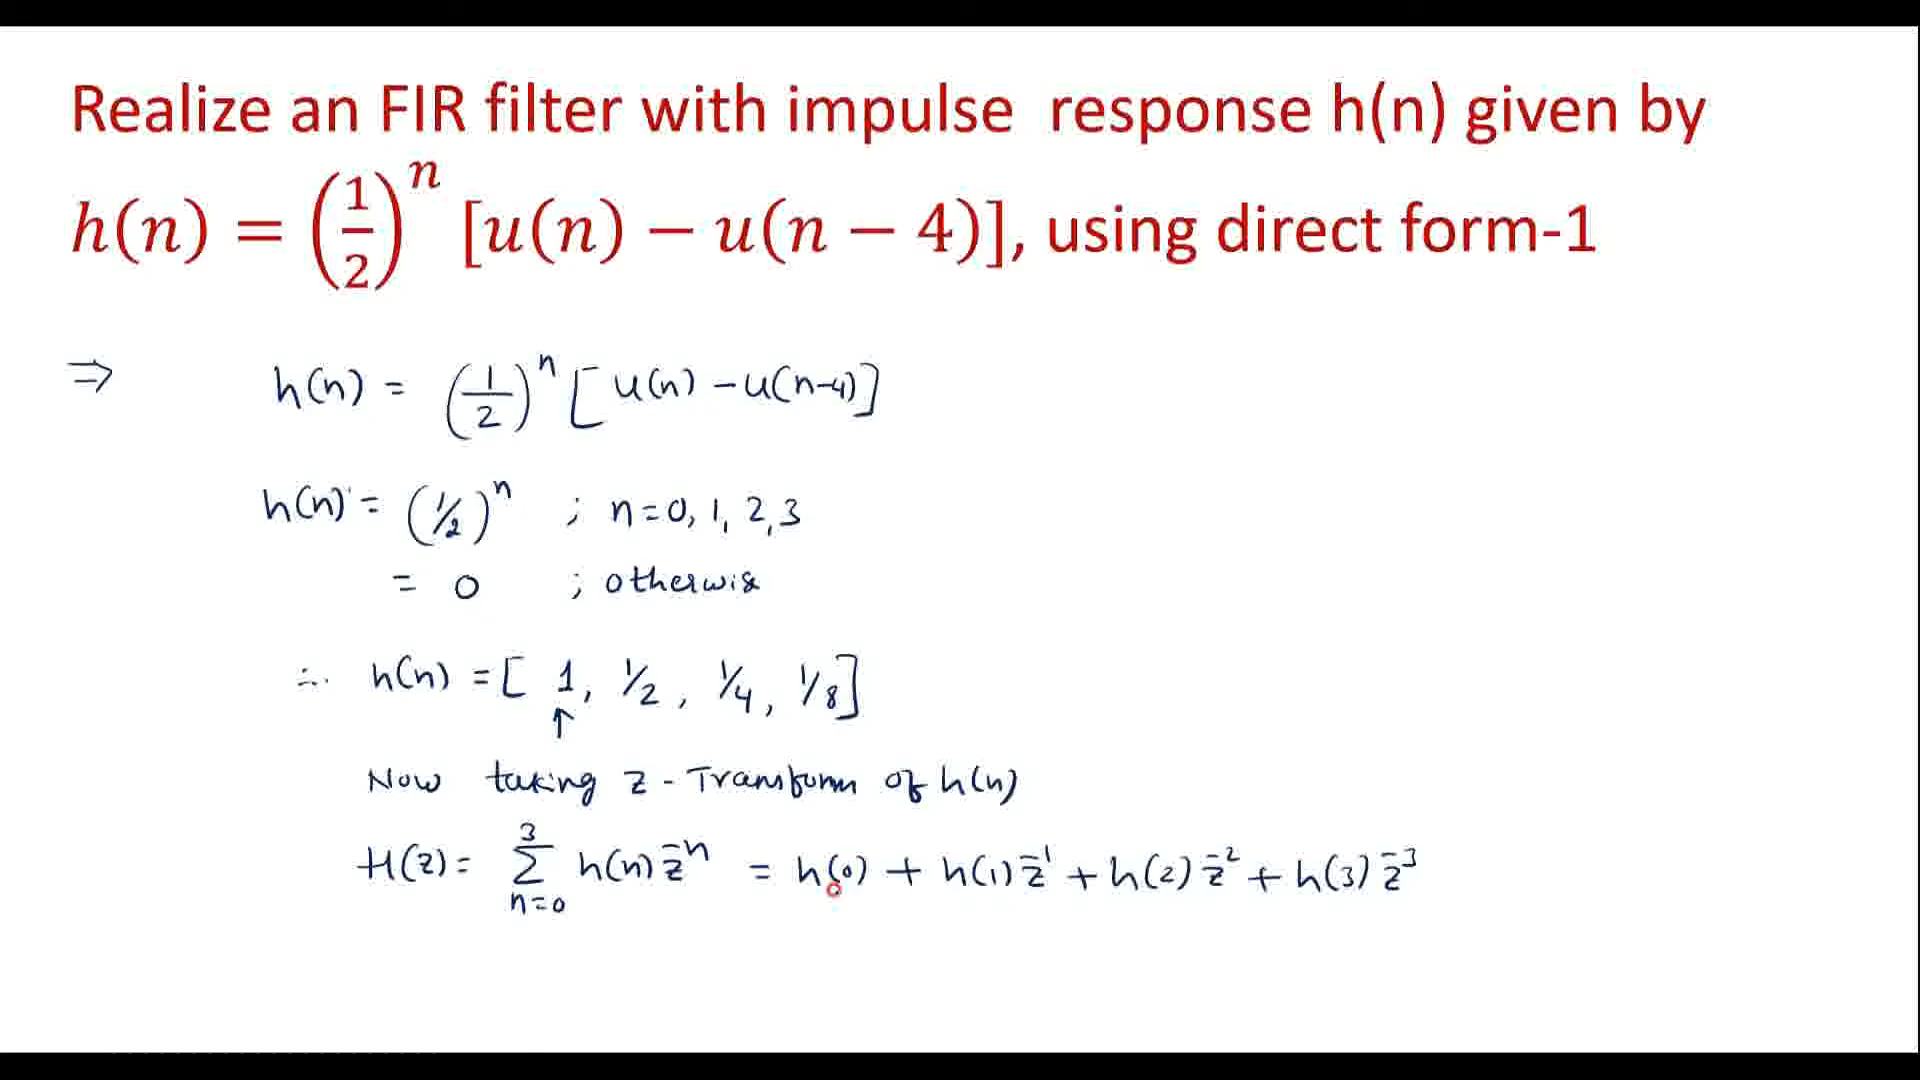 Realize an FIR filter with impulse response h(n) given by
h(n) = (1/2)^n [u(n) − u(n − 4)], using direct form-1
⇒ h(n) = (1/2)^n [u(n) - u(n-4)]
h(n) = (1/2)^n ; n=0, 1, 2, 3
= 0 ; otherwise
∴ h(n) = [ 1, 1/2, 1/4, 1/8]
↑
Now taking z-Transform of h(n)
H(z) = Σ_{n=0}^{3} h(n) z^{-n} = h(0) + h(1) z^{-1} + h(2) z^{-2} + h(3) z^{-3}